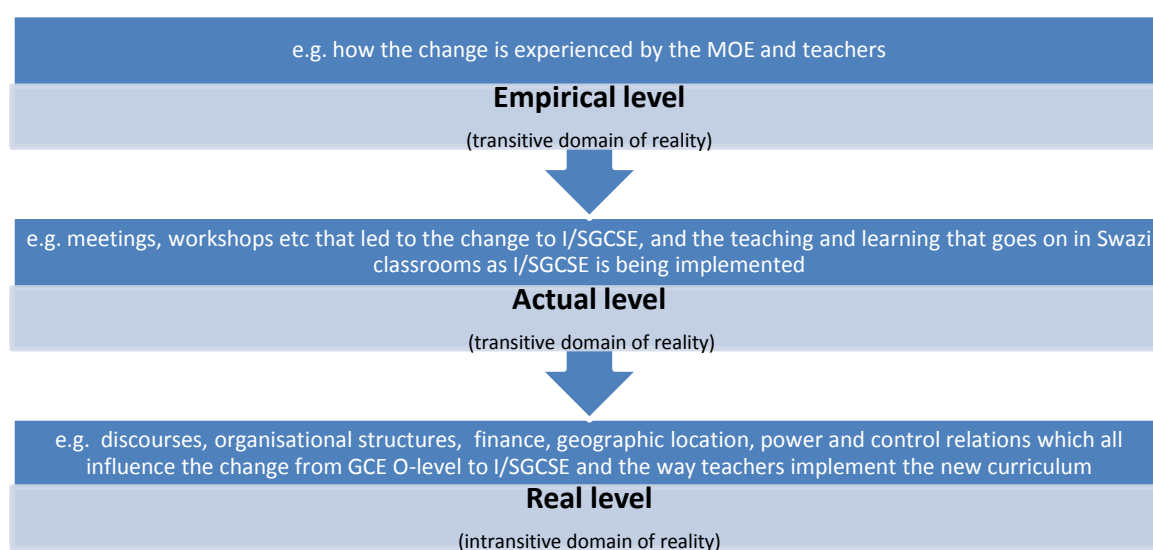 e.g. how the change is experienced by the MOE and teachers
Empirical level
(transitive domain of reality)
e.g. meetings, workshops etc that led to the change to I/SGCSE, and the teaching and learning that goes on in Swazi
classrooms as I/SGCSE is being implemented
Actual level
(transitive domain of reality)
e.g. discourses, organisational structures, finance, geographic location, power and control relations which all
influence the change from GCE O-level to I/SGCSE and the way teachers implement the new curriculum
Real level
(intransitive domain of reality)